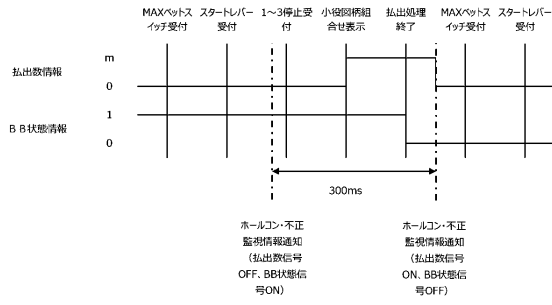 MAXベットス
イッチ受付
スタートレバー
受付
1～3停止受
付
小役図柄組
合せ表示
払出処理
終了
MAXベットス
イッチ受付
スタートレバー
受付
払出数情報
m
0
BB状態情報
1
0
300ms
ホールコン・不正
監視情報通知
（払出数信号
OFF、BB状態信
号ON）
ホールコン・不正
監視情報通知
（払出数信号
ON、BB状態信
号OFF）